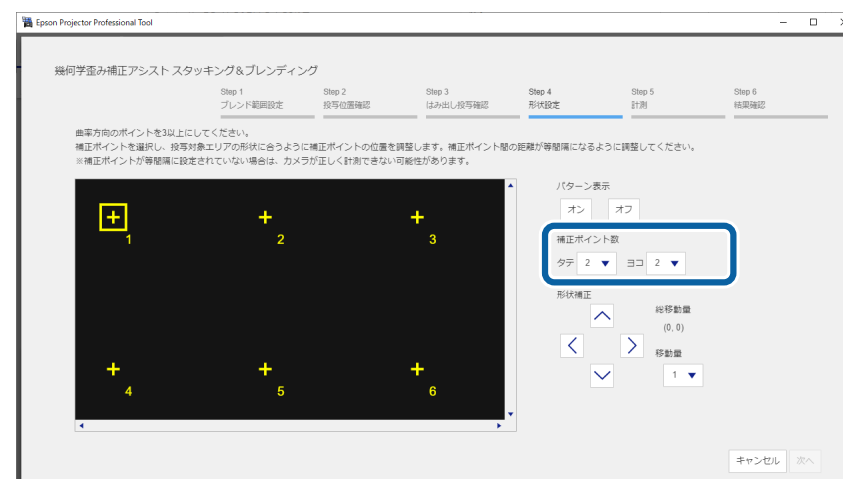 Epson Projector Professional Tool
幾何学歪み補正アシスト スタッキング＆ブレンディング
Step 1 Step 2 Step 3 Step 4 Step 5 Step 6
ブレンド範囲設定 投写位置確認 はみ出し投写確認 形状設定 計測 結果確認
曲率方向のポイントを3以上にしてください。
補正ポイントを選択し、投写対象エリアの形状に合うように補正ポイントの位置を調整します。補正ポイント間の距離が等間隔になるように調整してください。
※補正ポイントが等間隔に設定されていない場合は、カメラが正しく計測できない可能性があります。
パターン表示
オン オフ
補正ポイント数
タテ 2 ヨコ 2
形状補正
総移動量
(0, 0)
移動量
1
1 2 3
4 5 6
キャンセル 次へ